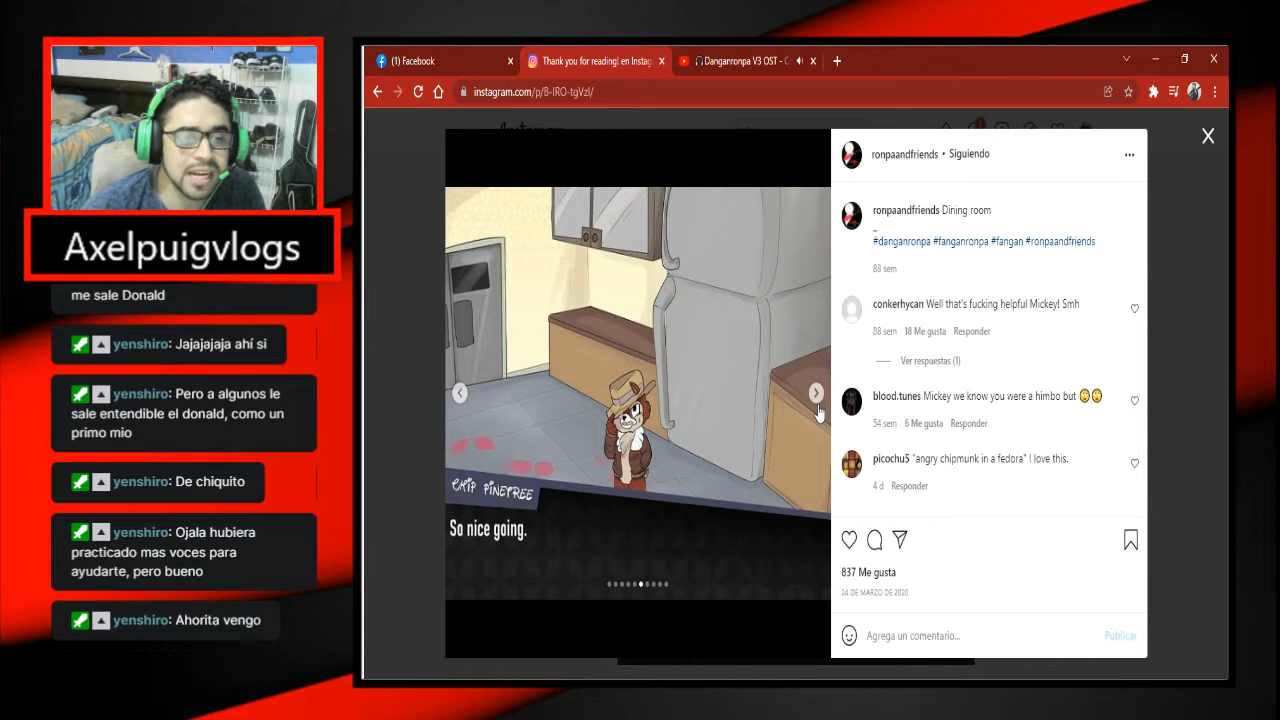 Axelpuigvlogs
me sale Donald
yenshiro: Jajajajaja ahí si
yenshiro: Pero a algunos le
sale entendible el donald, como un
primo mio
yenshiro: De chiquito
yenshiro: Ojala hubiera
practicado mas voces para
ayudarte, pero bueno
yenshiro: Ahorita vengo
(1) Facebook
Thank you for reading! en Instag
Danganronpa V3 OST - C
instagram.com/p/B-IRO-tgVzl/
CHIP PINETREE
So nice going.
ronpaandfriends • Siguiendo
ronpaandfriends Dining room
_
#danganronpa #fanganronpa #fangan #ronpaandfriends
88 sem
conkerhycan Well that's fucking helpful Mickey! Smh
88 sem 18 Me gusta Responder
Ver respuestas (1)
blood.tunes Mickey we know you were a himbo but 🙄🙄
54 sem 6 Me gusta Responder
picochu5 "angry chipmunk in a fedora" I love this.
4 d Responder
837 Me gusta
24 DE MARZO DE 2020
Agrega un comentario...
Publicar